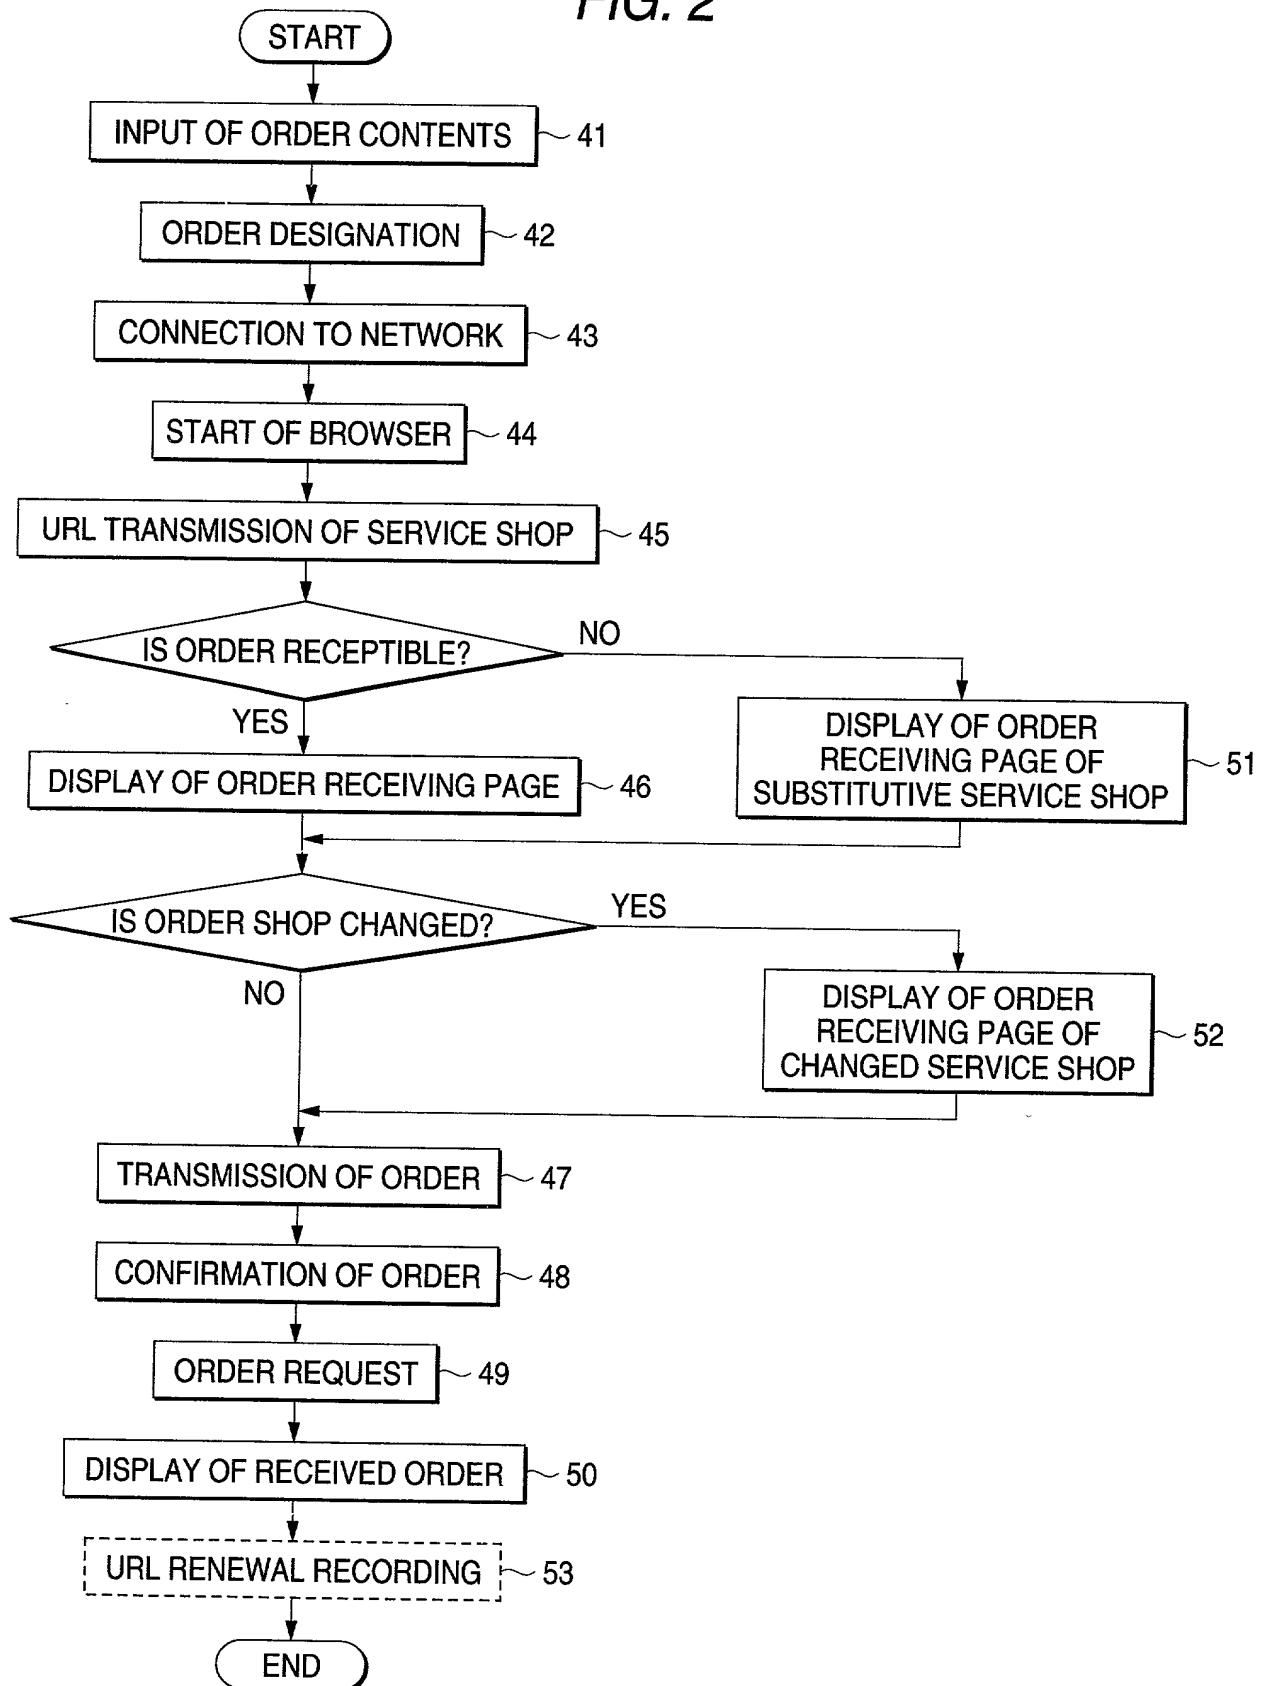 FIG. 2
START
INPUT OF ORDER CONTENTS 41
ORDER DESIGNATION 42
CONNECTION TO NETWORK 43
START OF BROWSER 44
URL TRANSMISSION OF SERVICE SHOP 45
IS ORDER RECEPTIBLE?
NO
YES
DISPLAY OF ORDER
RECEIVING PAGE OF
SUBSTITUTIVE SERVICE SHOP
51
DISPLAY OF ORDER RECEIVING PAGE 46
IS ORDER SHOP CHANGED?
YES
NO
DISPLAY OF ORDER
RECEIVING PAGE OF
CHANGED SERVICE SHOP
52
TRANSMISSION OF ORDER 47
CONFIRMATION OF ORDER 48
ORDER REQUEST 49
DISPLAY OF RECEIVED ORDER 50
URL RENEWAL RECORDING 53
END